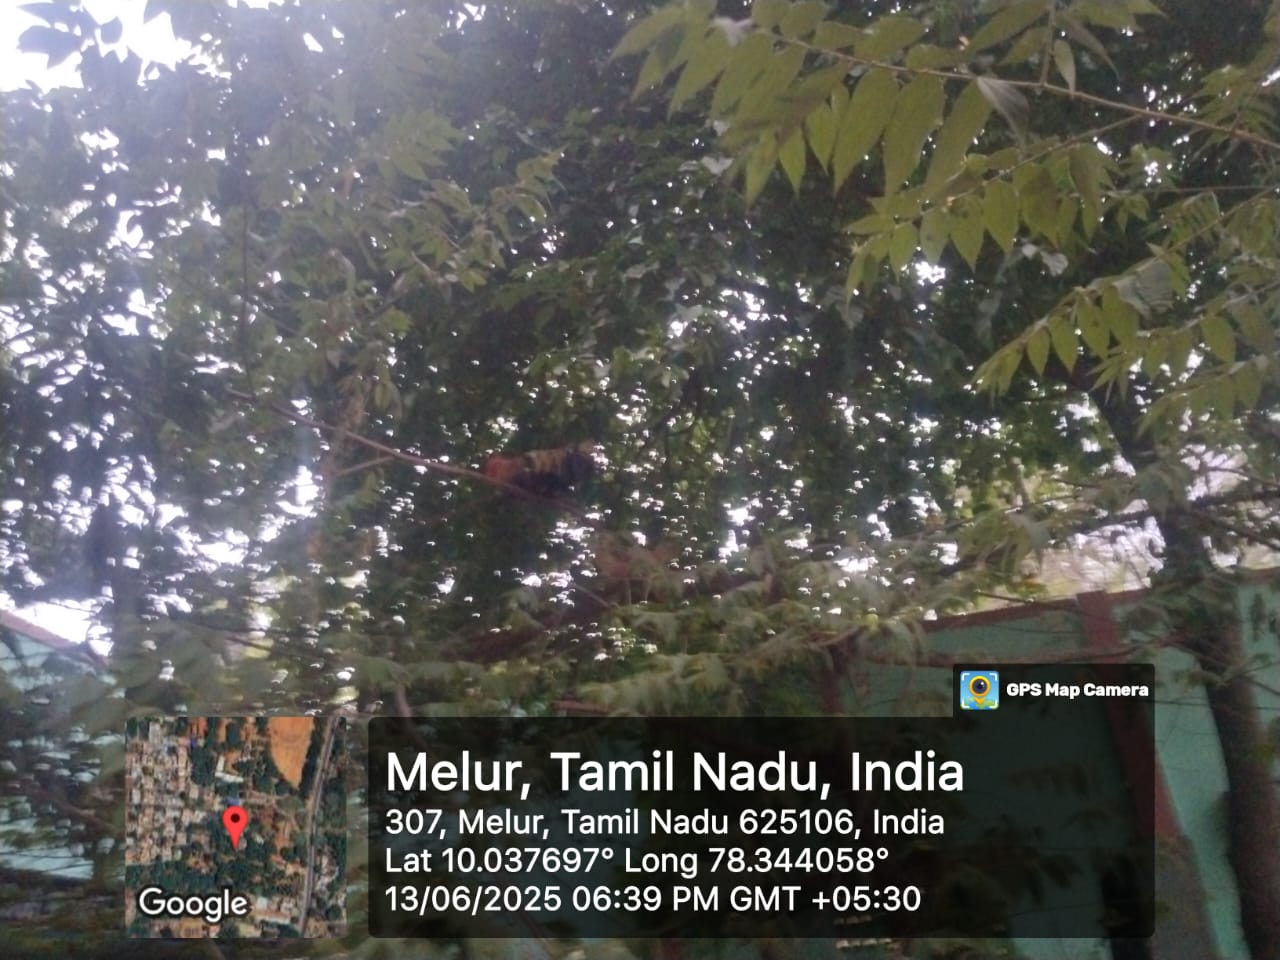 GPS Map Camera
Melur, Tamil Nadu, India
307, Melur, Tamil Nadu 625106, India
Lat 10.037697° Long 78.344058°
13/06/2025 06:39 PM GMT +05:30
Google